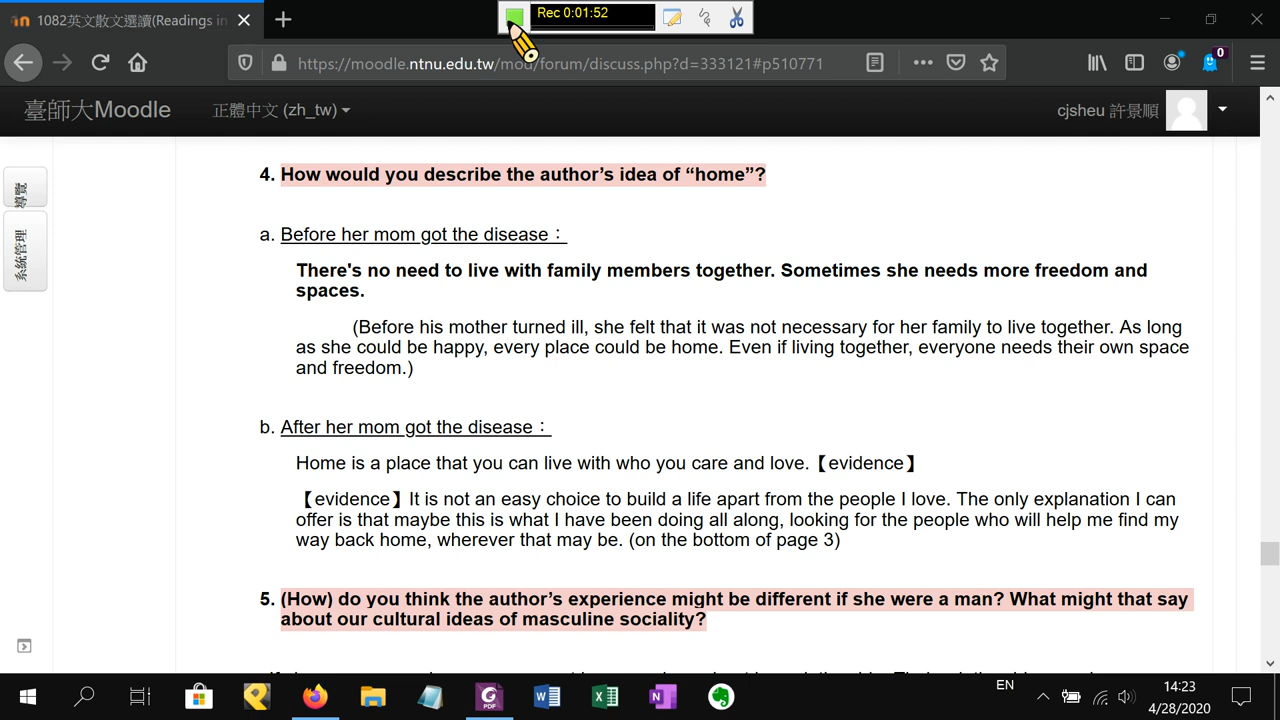 1082英文散文選讀(Readings in
Rec 0:01:52
https://moodle.ntnu.edu.tw/mod/forum/discuss.php?d=333121#p510771
0
臺師大Moodle
正體中文 (zh_tw)
cjsheu 許景順
導覽
系統管理
4. How would you describe the author's idea of “home”?
a. Before her mom got the disease：
There's no need to live with family members together. Sometimes she needs more freedom and
spaces.
(Before his mother turned ill, she felt that it was not necessary for her family to live together. As long
as she could be happy, every place could be home. Even if living together, everyone needs their own space
and freedom.)
b. After her mom got the disease：
Home is a place that you can live with who you care and love.【evidence】
【evidence】It is not an easy choice to build a life apart from the people I love. The only explanation I can
offer is that maybe this is what I have been doing all along, looking for the people who will help me find my
way back home, wherever that may be. (on the bottom of page 3)
5. (How) do you think the author's experience might be different if she were a man? What might that say
about our cultural ideas of masculine sociality?
PDF
EN
14:23
4/28/2020